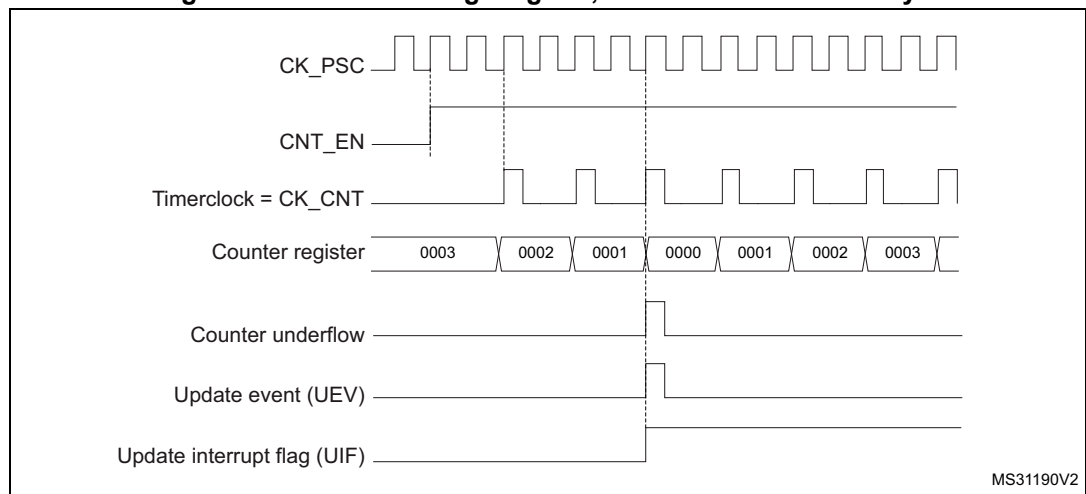 CK_PSC
CNT_EN
Timerclock = CK_CNT
Counter register 0003 0002 0001 0000 0001 0002 0003
Counter underflow
Update event (UEV)
Update interrupt flag (UIF)
MS31190V2